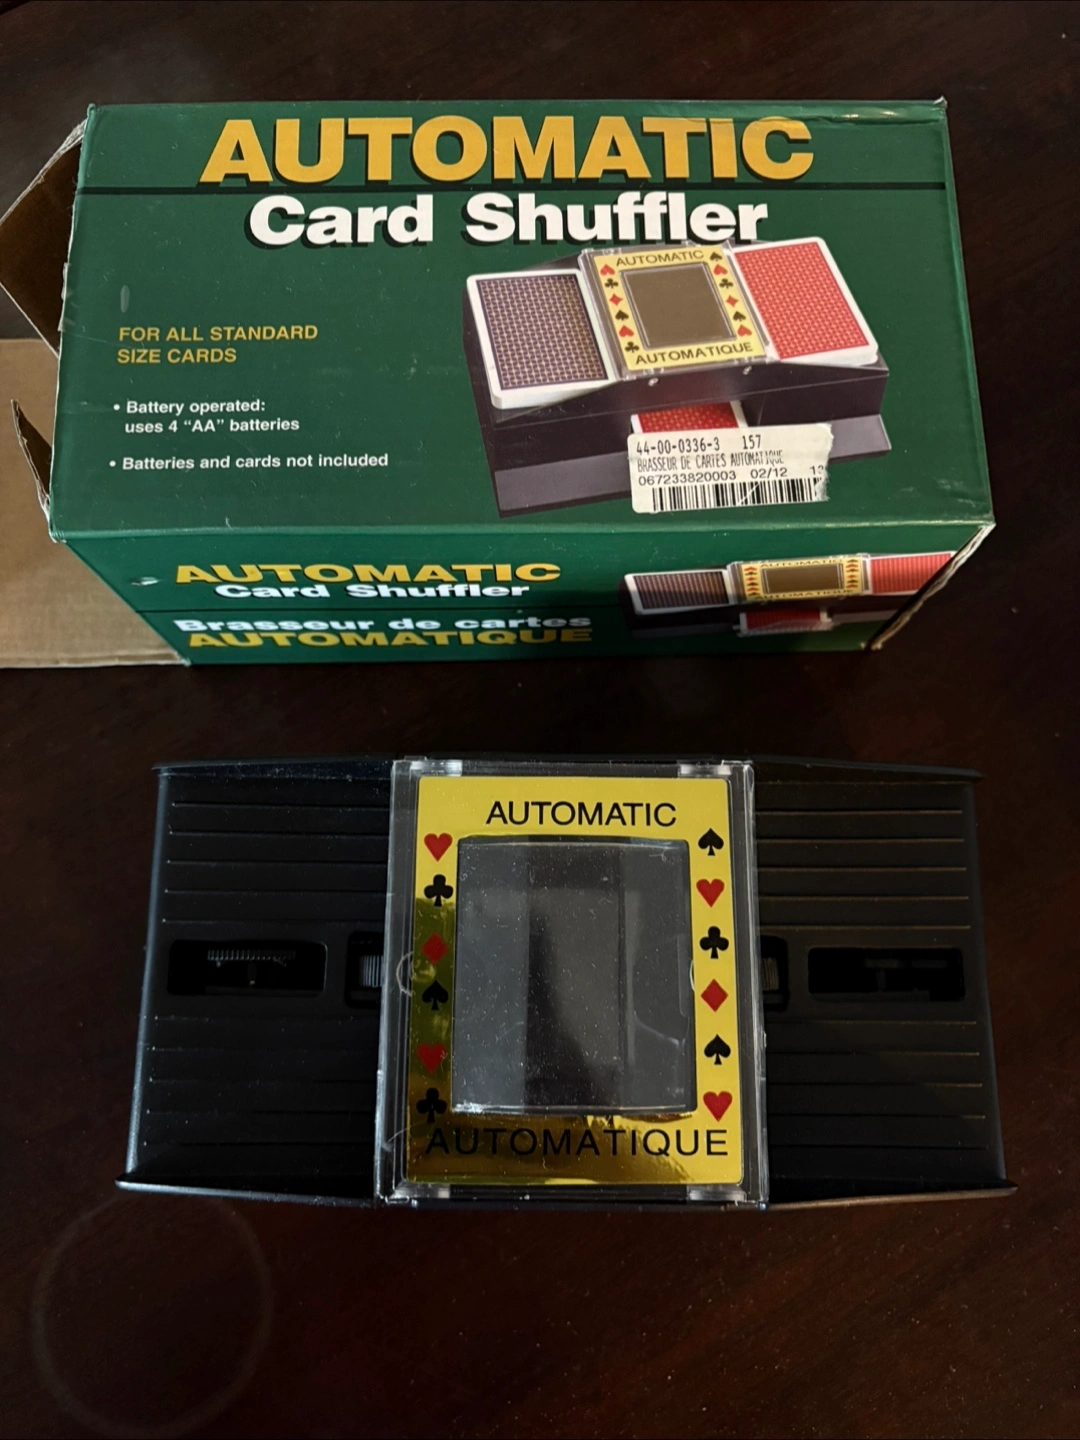 AUTOMATIC
Card Shuffler
AUTOMATIC
AUTOMATIQUE
FOR ALL STANDARD
SIZE CARDS
• Battery operated:
uses 4 “AA” batteries
• Batteries and cards not included
44-00-0336-3 157
BRASSEUR DE CARTES AUTOMATIQUE
067233820003 02/12
AUTOMATIC
Card Shuffler
Brasseur de cartes
AUTOMATIQUE
AUTOMATIQUE
AUTOMATIC
AUTOMATIQUE